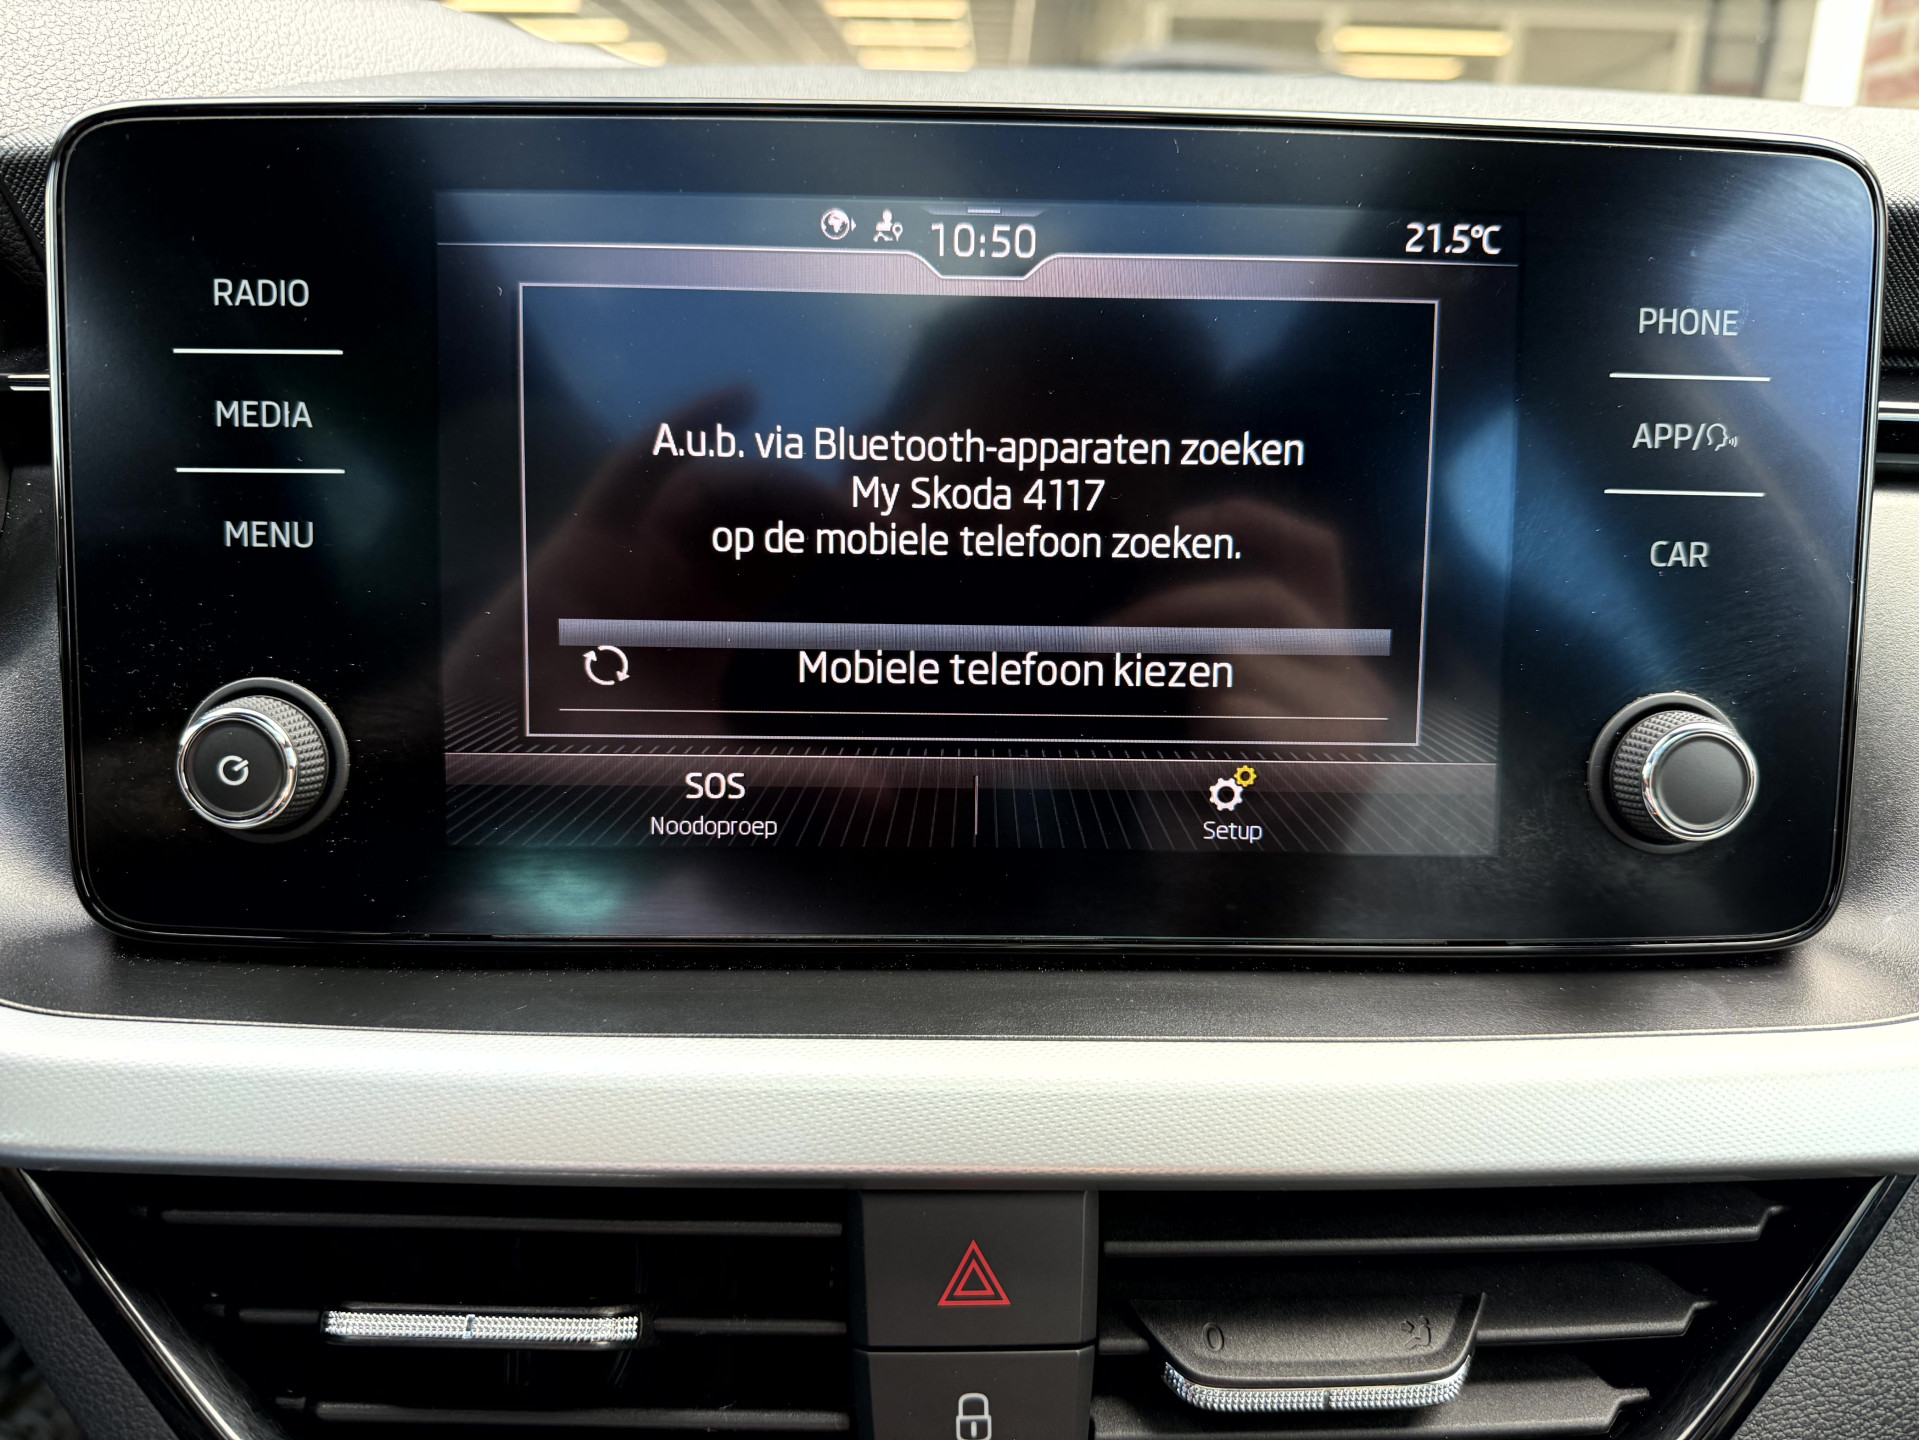 10:50
21.5°C
RADIO
MEDIA
MENU
PHONE
APP/
CAR
A.u.b. via Bluetooth-apparaten zoeken
My Skoda 4117
op de mobiele telefoon zoeken.
Mobiele telefoon kiezen
SOS
Noodoproep
Setup
0